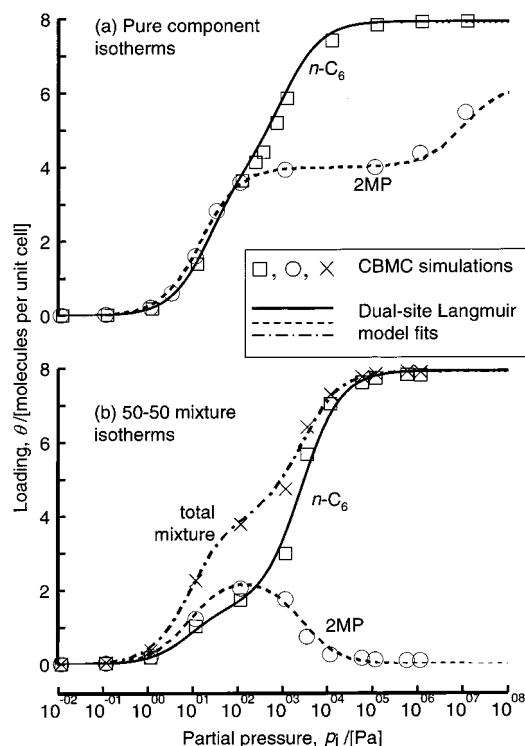 (a) Pure component
isotherms
n-C6
2MP
□, ○, × CBMC simulations
Dual-site Langmuir
model fits
(b) 50-50 mixture
isotherms
total
mixture
n-C6
2MP
Loading, θ/[molecules per unit cell]
8
6
4
2
0
8
6
4
2
0
10-02 10-01 1000 1001 1002 1003 1004 1005 1006 1007 1008
Partial pressure, pi/[Pa]